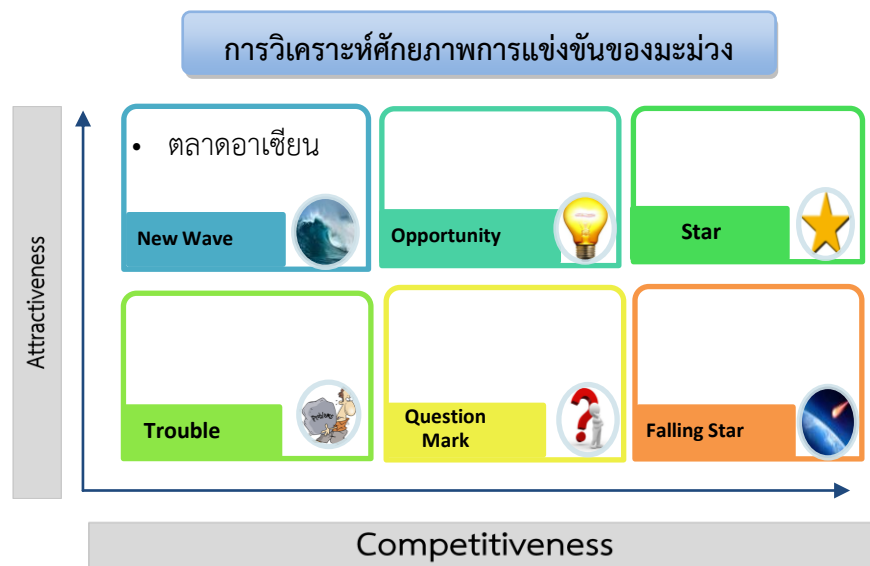 การวิเคราะห์ศักยภาพการแข่งขันของมะม่วง
• ตลาดอาเซียน
New Wave
Opportunity
Star
Trouble
Question
Mark
Falling Star
Attractiveness
Competitiveness